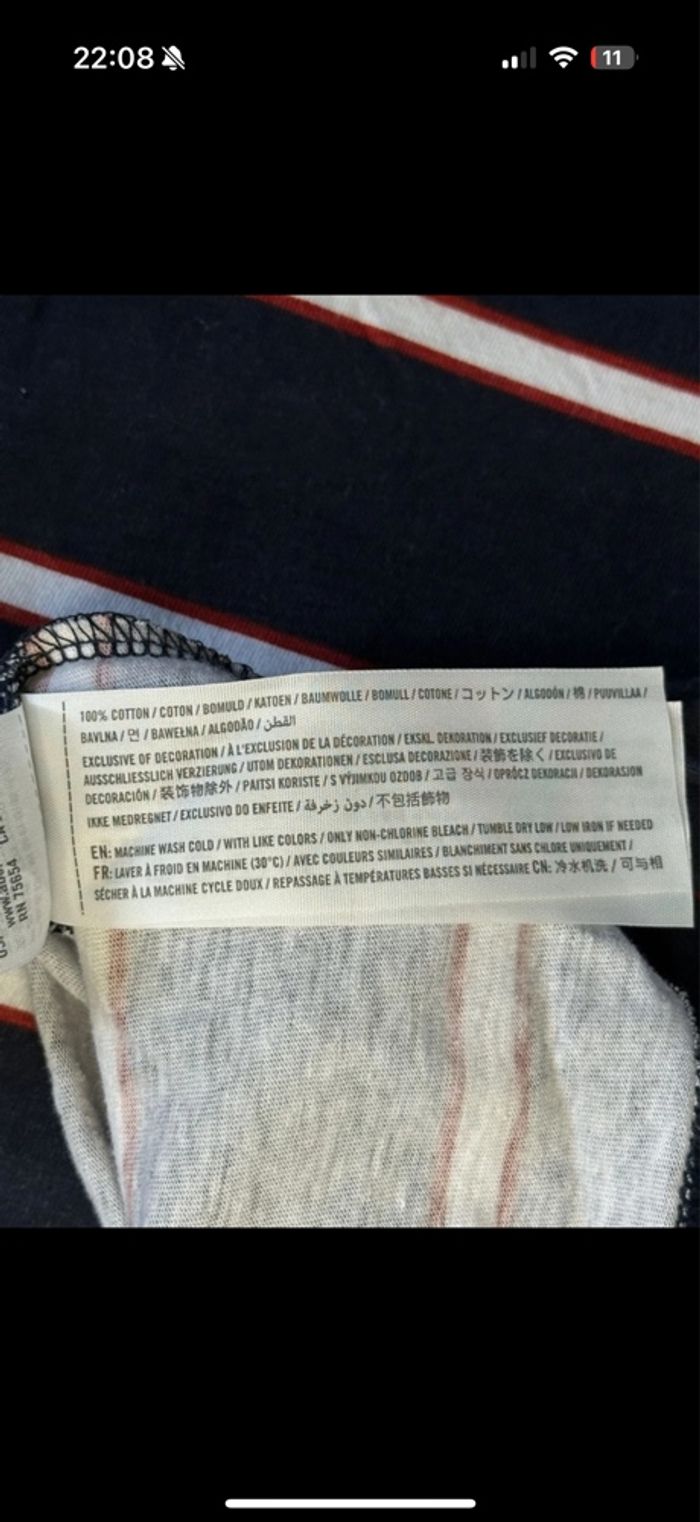 22:08
11
100% COTTON / COTON / BOMULD / KATOEN / BAUMWOLLE / BOMULL / COTONE / コットン / ALGODÓN / 棉 / PUUVILLAA /
BAVLNA / 면 / BAWEŁNA / ALGODÃO / القطن
EXCLUSIVE OF DECORATION / À L'EXCLUSION DE LA DÉCORATION / EKSKL. DEKORATION / EXCLUSIEF DECORATIE /
AUSSCHLIESSLICH VERZIERUNG / UTOM DEKORATIONEN / ESCLUSA DECORAZIONE / 装飾を除く / EXCLUSIVO DE
DECORACIÓN / 装饰物除外 / PAITSI KORISTE / S VÝJIMKOU OZDOB / 고급 장식 / OPRÓCZ DEKORACJI / DEKORASJON
IKKE MEDREGNET / EXCLUSIVO DO ENFEITE / دون زخرفة / 不包括飾物
EN: MACHINE WASH COLD / WITH LIKE COLORS / ONLY NON-CHLORINE BLEACH / TUMBLE DRY LOW / LOW IRON IF NEEDED
FR: LAVER À FROID EN MACHINE (30°C) / AVEC COULEURS SIMILAIRES / BLANCHIMENT SANS CHLORE UNIQUEMENT /
SÉCHER À LA MACHINE CYCLE DOUX / REPASSAGE À TEMPÉRATURES BASSES SI NÉCESSAIRE CN: 冷水机洗 / 可与相
RN 75654